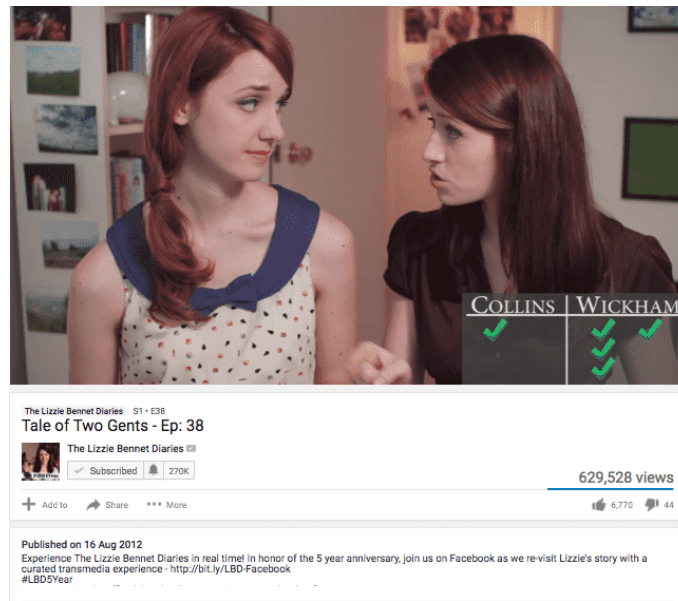 COLLINS | WICKHAM
The Lizzie Bennet Diaries S1 • E38
Tale of Two Gents - Ep: 38
The Lizzie Bennet Diaries
Subscribed 270K
629,528 views
Add to Share More 6,770 44
Published on 16 Aug 2012
Experience The Lizzie Bennet Diaries in real time! In honor of the 5 year anniversary, join us on Facebook as we re-visit Lizzie's story with a
curated transmedia experience - http://bit.ly/LBD-Facebook
#LBD5Year